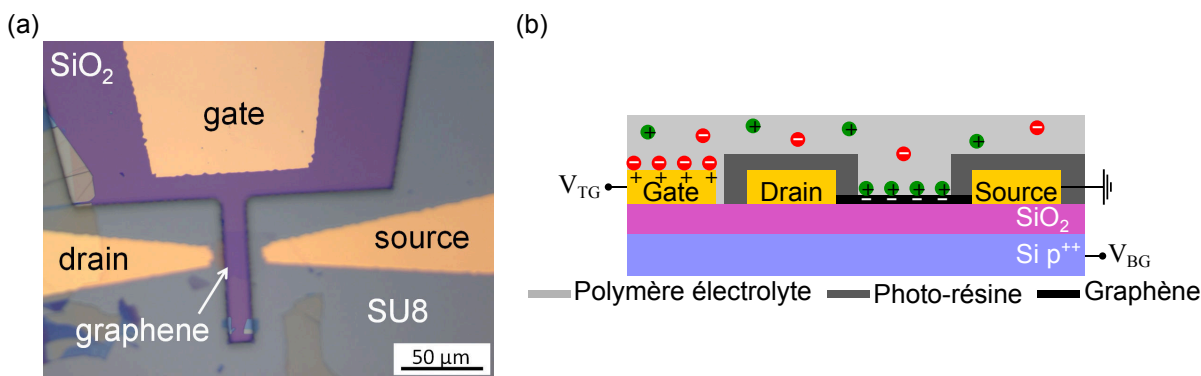 (a)
SiO2
gate
drain
source
graphene
SU8
50 µm
(b)
+ − + − + − +
− − − − − +
+ + + +
VTG
Gate
Drain
+ + + +
− − − −
Source
SiO2
Si p++
VBG
Polymère électrolyte
Photo-résine
Graphène